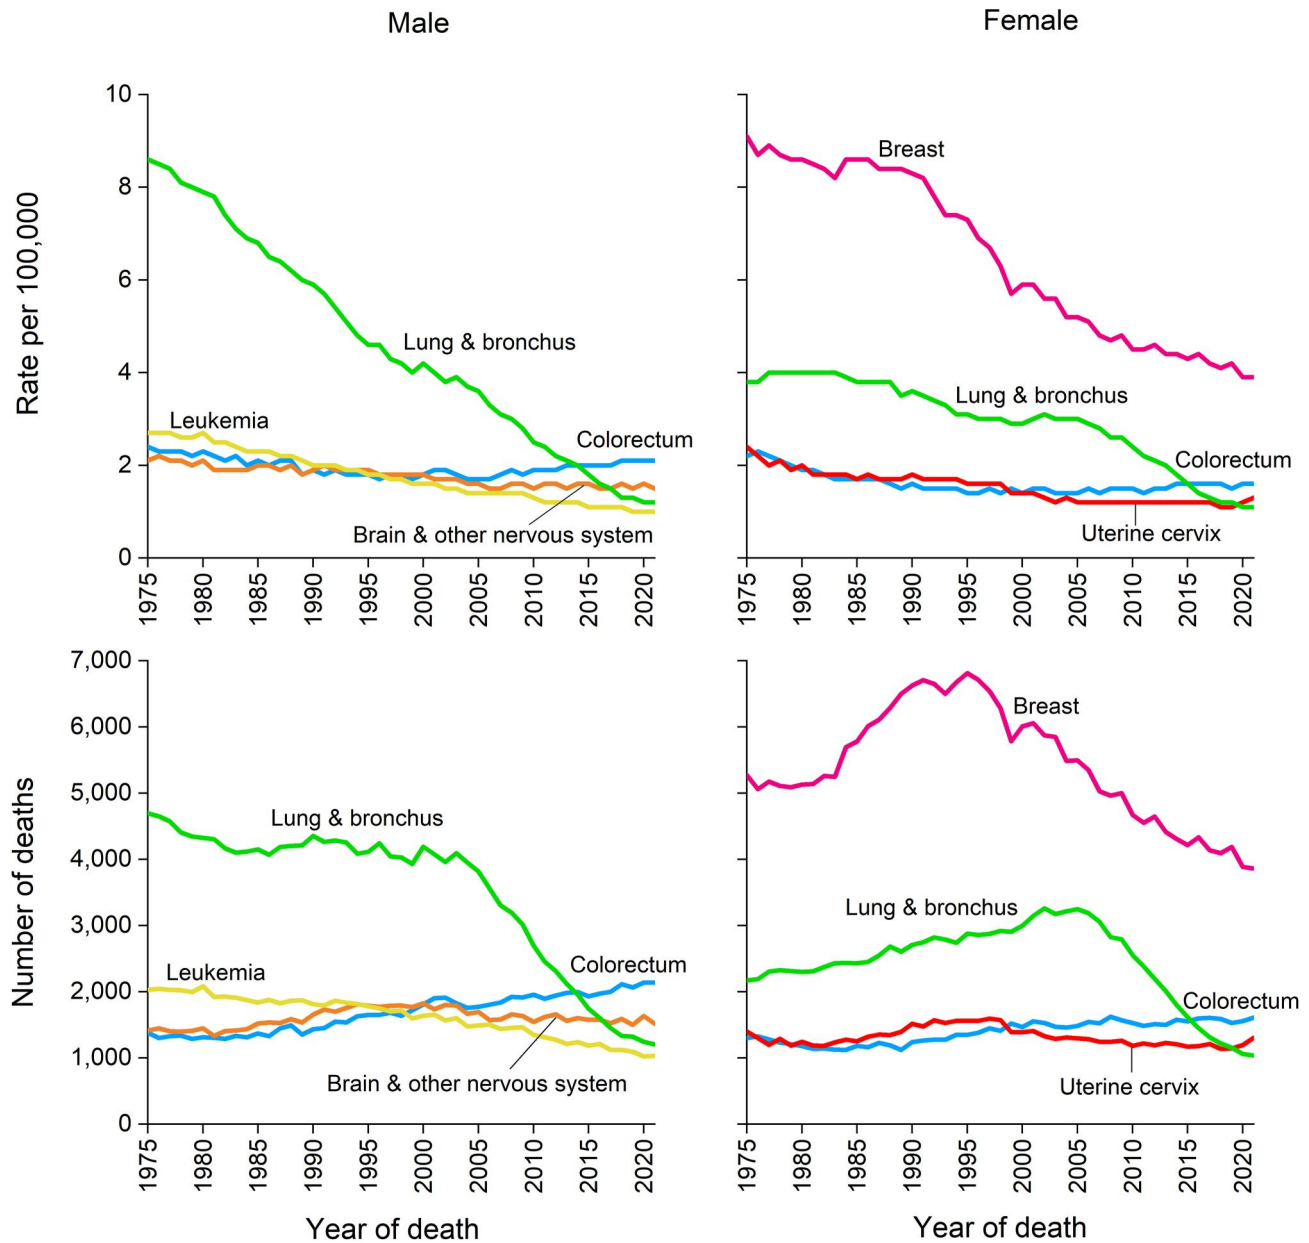 Male
Female
Rate per 100,000
10
8
6
4
2
0
Lung & bronchus
Leukemia
Colorectum
Brain & other nervous system
1975
1980
1985
1990
1995
2000
2005
2010
2015
2020
Breast
Lung & bronchus
Colorectum
Uterine cervix
1975
1980
1985
1990
1995
2000
2005
2010
2015
2020
Number of deaths
7,000
6,000
5,000
4,000
3,000
2,000
1,000
0
Lung & bronchus
Leukemia
Colorectum
Brain & other nervous system
1975
1980
1985
1990
1995
2000
2005
2010
2015
2020
Year of death
Breast
Lung & bronchus
Colorectum
Uterine cervix
1975
1980
1985
1990
1995
2000
2005
2010
2015
2020
Year of death